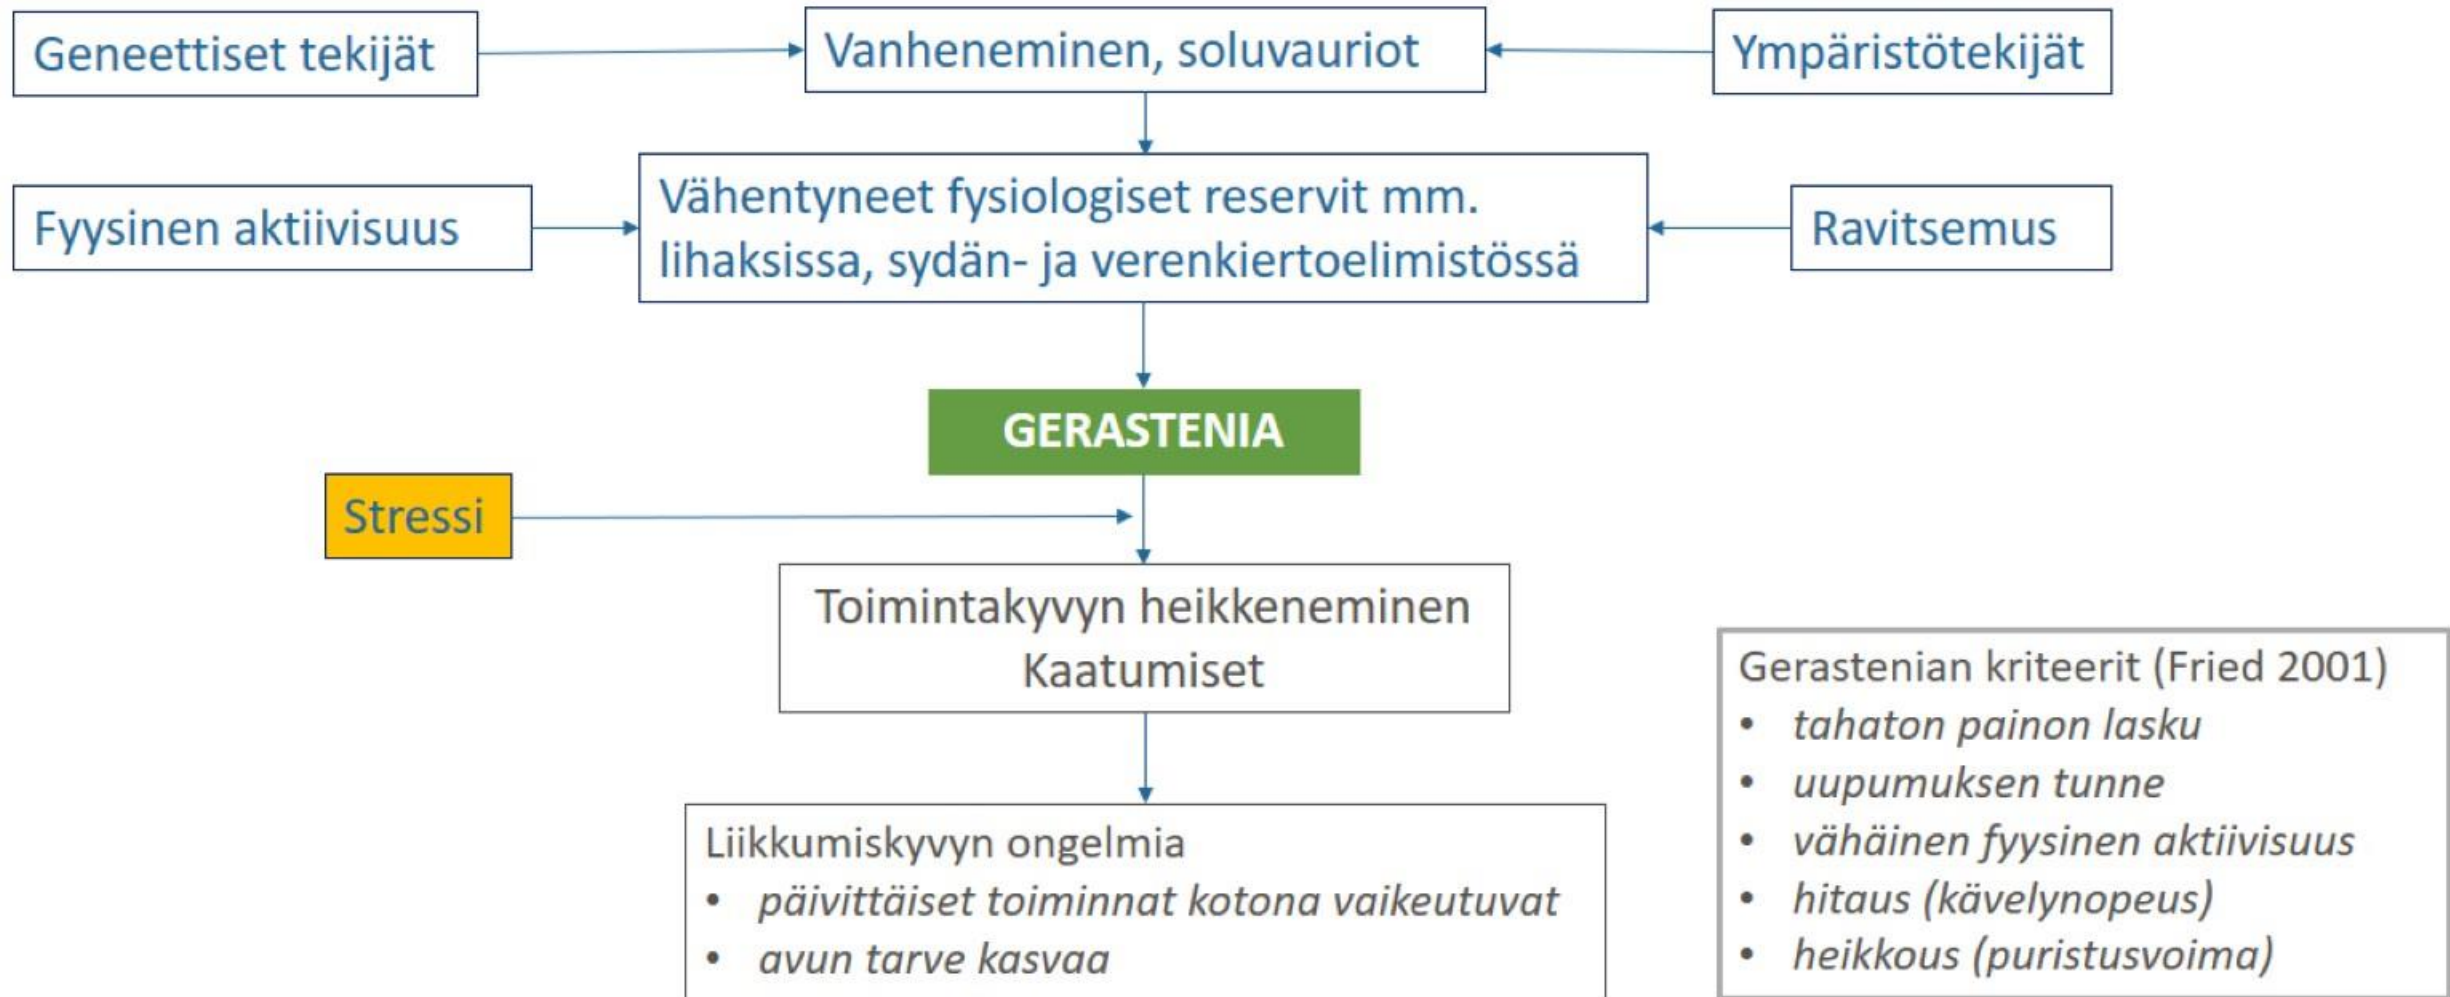 Geneettiset tekijät
Vanheneminen, soluvauriot
Ympäristötekijät
Fyysinen aktiivisuus
Vähentyneet fysiologiset reservit mm.
lihaksissa, sydän- ja verenkiertoelimistössä
Ravitsemus
GERASTENIA
Stressi
Toimintakyvyn heikkeneminen
Kaatumiset
Liikkumiskyvyn ongelmia
• päivittäiset toiminnat kotona vaikeutuvat
• avun tarve kasvaa
Gerastenian kriteerit (Fried 2001)
• tahaton painon lasku
• uupumuksen tunne
• vähäinen fyysinen aktiivisuus
• hitaus (kävelynopeus)
• heikkous (puristusvoima)